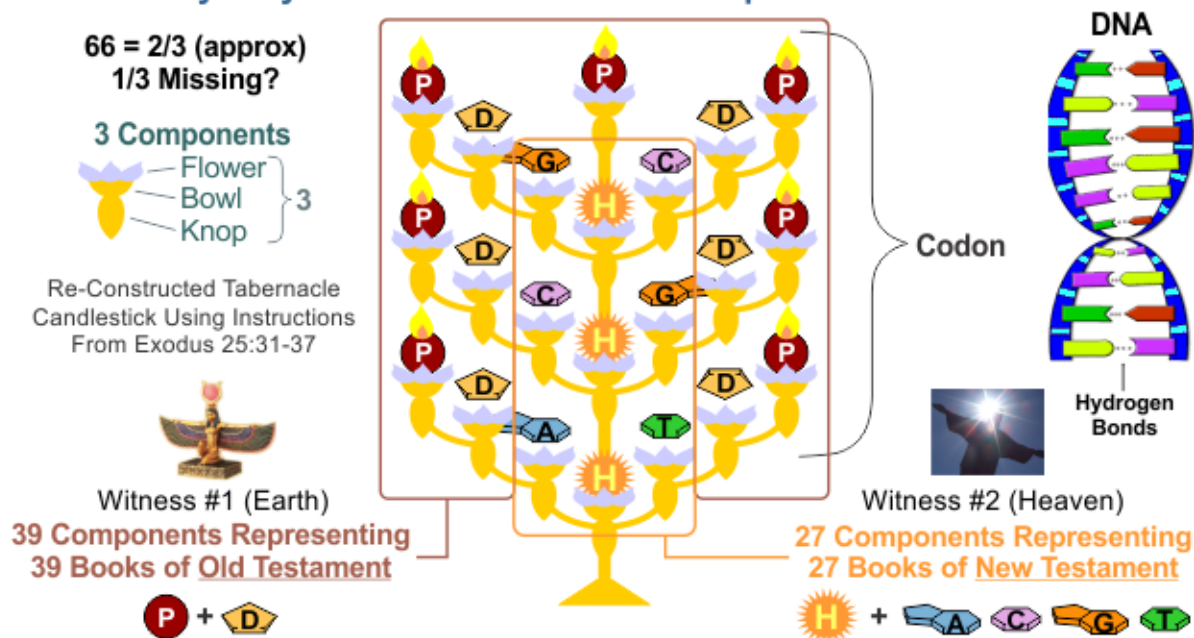 66 = 2/3 (approx)
1/3 Missing?
3 Components
Flower
Bowl
Knop
3
Re-Constructed Tabernacle
Candlestick Using Instructions
From Exodus 25:31-37
Witness #1 (Earth)
39 Components Representing
39 Books of Old Testament
P + D
P
P
P
D
D
G
C
H
P
P
D
D
C
G
H
P
P
D
D
A
T
H
Codon
DNA
Hydrogen
Bonds
Witness #2 (Heaven)
27 Components Representing
27 Books of New Testament
H + A C G T